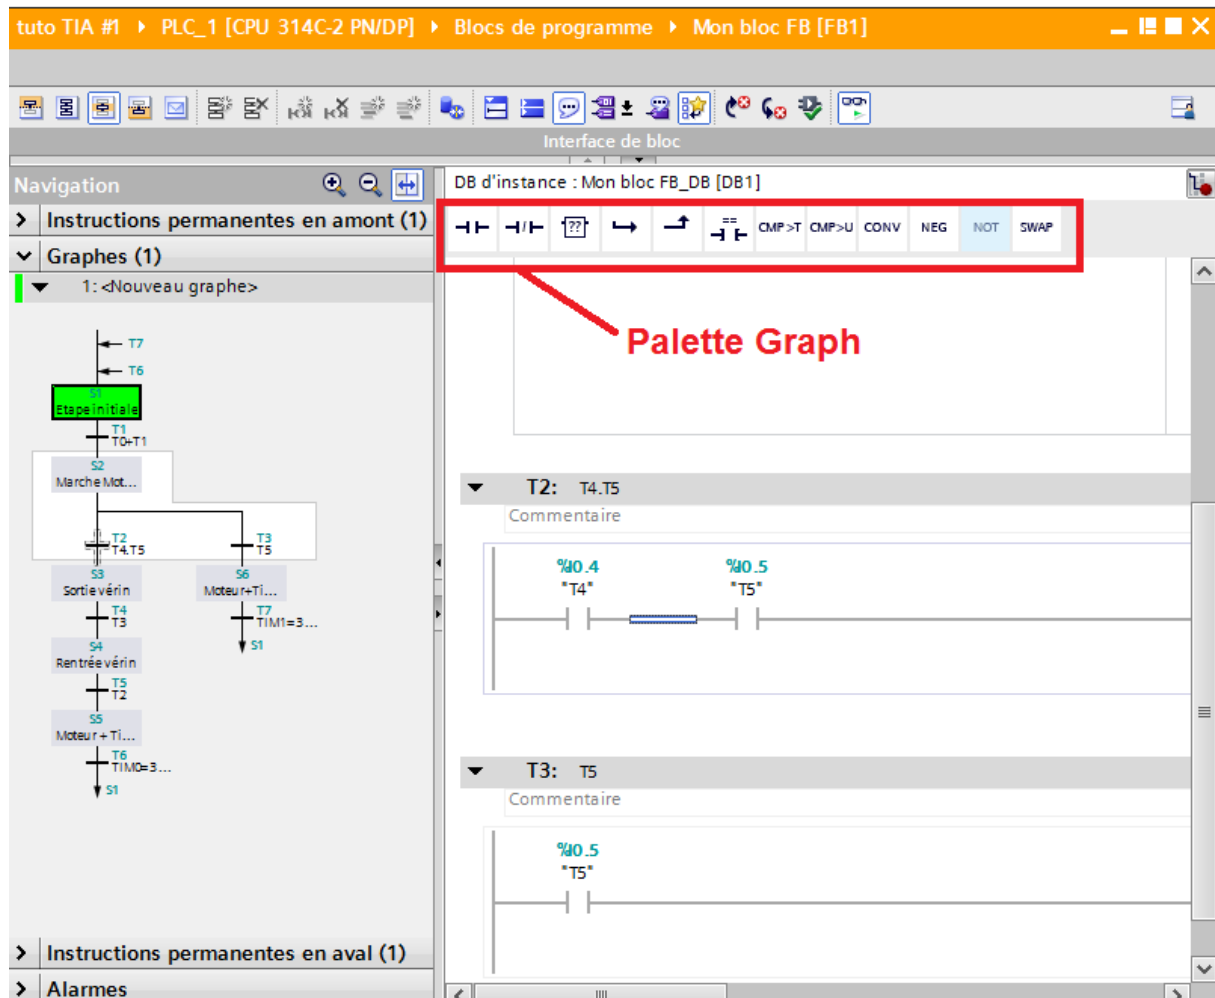 tuto TIA #1 ▸ PLC_1 [CPU 314C-2 PN/DP] ▸ Blocs de programme ▸ Mon bloc FB [FB1]
Interface de bloc
Navigation
DB d'instance : Mon bloc FB_DB [DB1]
Instructions permanentes en amont (1)
?? == CMP>T CMP>U CONV NEG NOT SWAP
Graphes (1)
1: <Nouveau graphe>
Palette Graph
T7
T6
S1
Etape initiale
T1
T0+T1
S2
Marche Mot...
T2
T4.T5
T3
T5
S3
Sortie vérin
S6
Moteur+Ti...
T4
T3
T7
TIM1=3...
S4
Rentrée vérin
S1
T5
T2
S5
Moteur + Ti...
T6
TIM0=3...
S1
T2: T4.T5
Commentaire
%I0.4
"T4"
%I0.5
"T5"
T3: T5
Commentaire
%I0.5
"T5"
Instructions permanentes en aval (1)
Alarmes